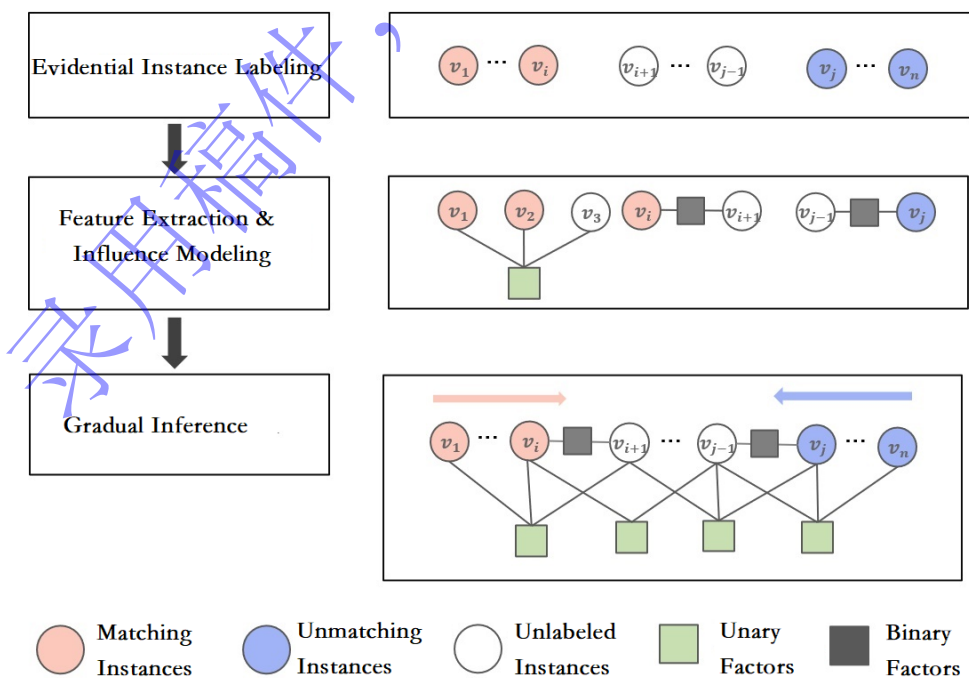 Evidential Instance Labeling
v1 ··· vi
vi+1 ··· vj−1
vj ··· vn
Feature Extraction &
Influence Modeling
v1 v2 v3 vi vi+1 vj−1 vj
Gradual Inference
v1 ··· vi vi+1 ··· vj−1 vj ··· vn
Matching
Instances
Unmatching
Instances
Unlabeled
Instances
Unary
Factors
Binary
Factors
录用稿件，